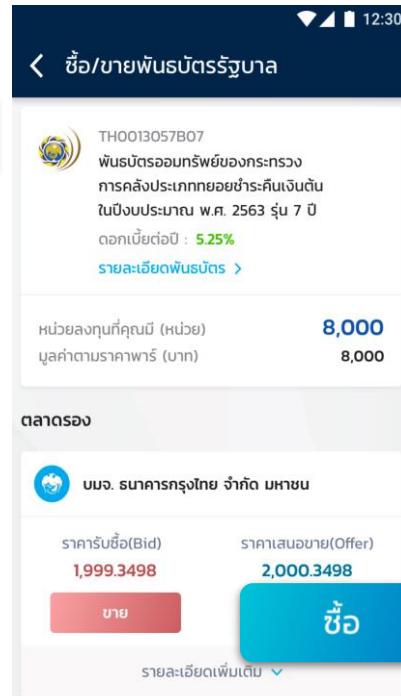 12:30
ซื้อ/ขายพันธบัตรรัฐบาล
TH0013057B07
พันธบัตรออมทรัพย์ของกระทรวง
การคลังประเภททยอยชำระคืนเงินต้น
ในปีงบประมาณ พ.ศ. 2563 รุ่น 7 ปี
ดอกเบี้ยต่อปี : 5.25%
รายละเอียดพันธบัตร >
หน่วยลงทุนที่คุณมี (หน่วย) 8,000
มูลค่าตามราคาพาร์ (บาท) 8,000
ตลาดรอง
บมจ. ธนาคารกรุงไทย จำกัด มหาชน
ราคารับซื้อ(Bid) ราคาเสนอขาย(Offer)
1,999.3498 2,000.3498
ขาย ซื้อ
รายละเอียดเพิ่มเติม